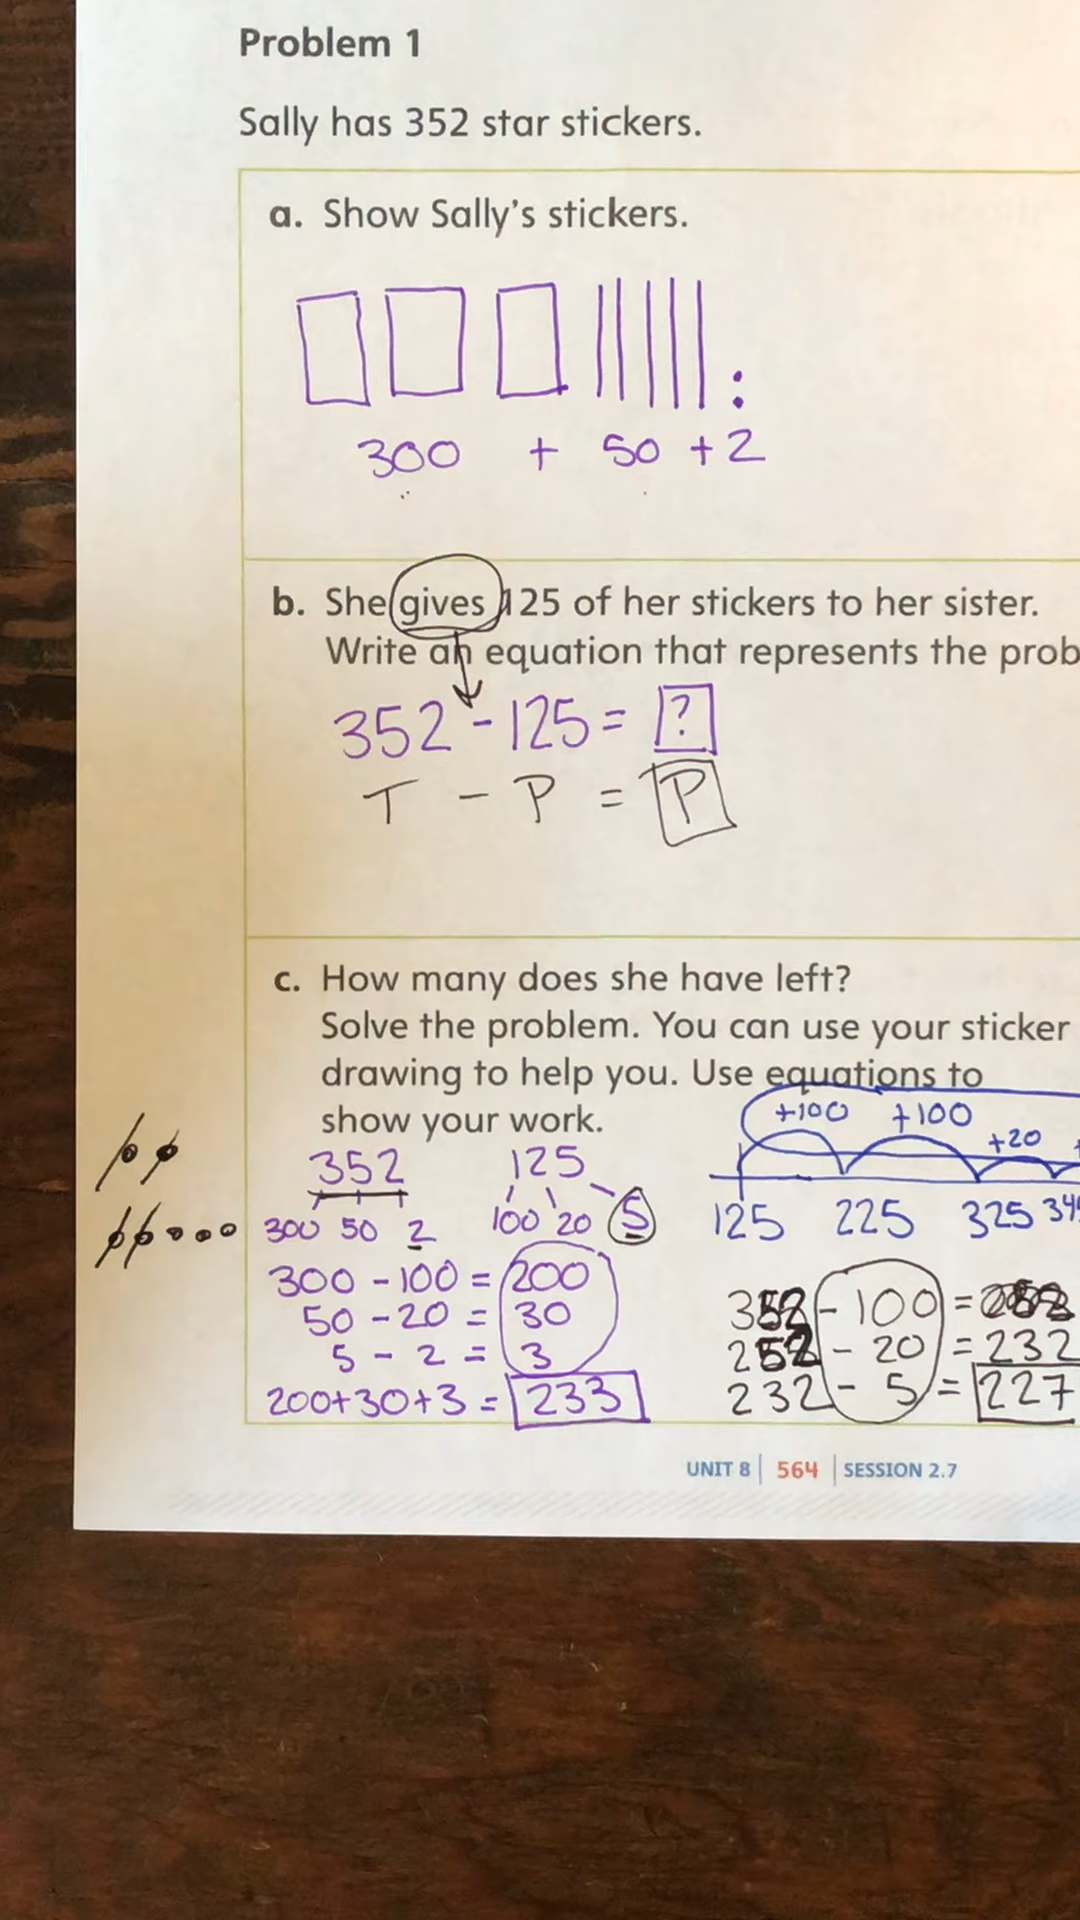 Problem 1
Sally has 352 star stickers.
a. Show Sally's stickers.
300 + 50 + 2
b. She gives 125 of her stickers to her sister.
Write an equation that represents the prob
352 - 125 = ?
T - P = P
c. How many does she have left?
Solve the problem. You can use your sticker
drawing to help you. Use equations to
show your work.
+100 +100 +20 +
352 125
300 50 2 100 20 5
125 225 325 345
300 - 100 = 200
50 - 20 = 30
5 - 2 = 3
200+30+3 = 233
352 - 100 =
252 - 20 = 232
232 - 5 = 227
UNIT 8 | 564 | SESSION 2.7